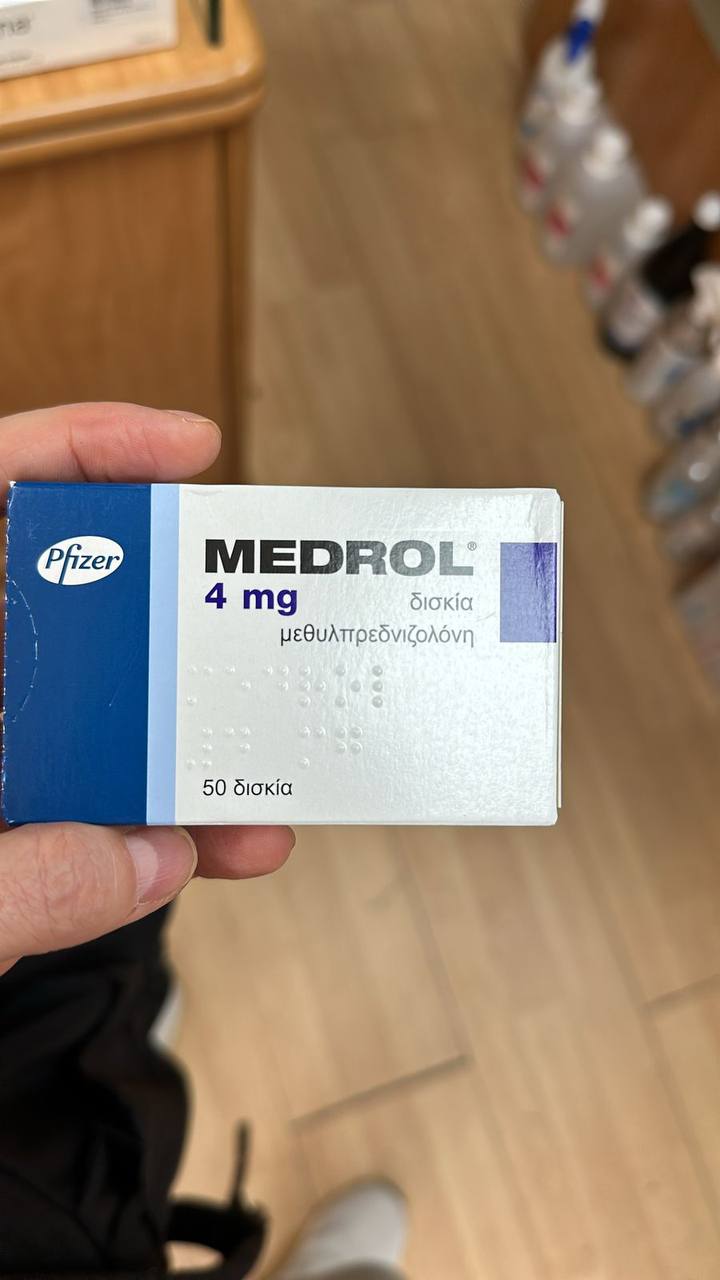 Pfizer
MEDROL®
4 mg δισκία
μεθυλπρεδνιζολόνη
50 δισκία